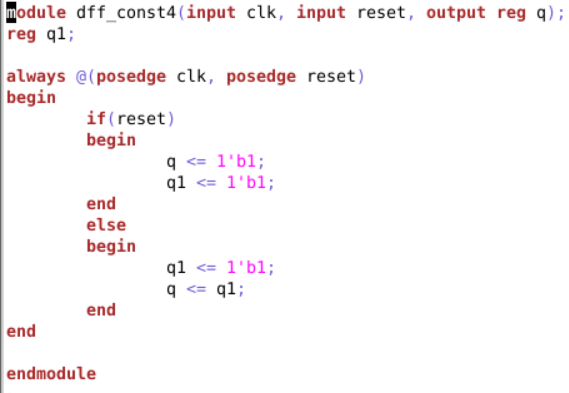 module dff_const4(input clk, input reset, output reg q);
reg q1;

always @(posedge clk, posedge reset)
begin
        if(reset)
        begin
                q <= 1'b1;
                q1 <= 1'b1;
        end
        else
        begin
                q1 <= 1'b1;
                q <= q1;
        end
end

endmodule